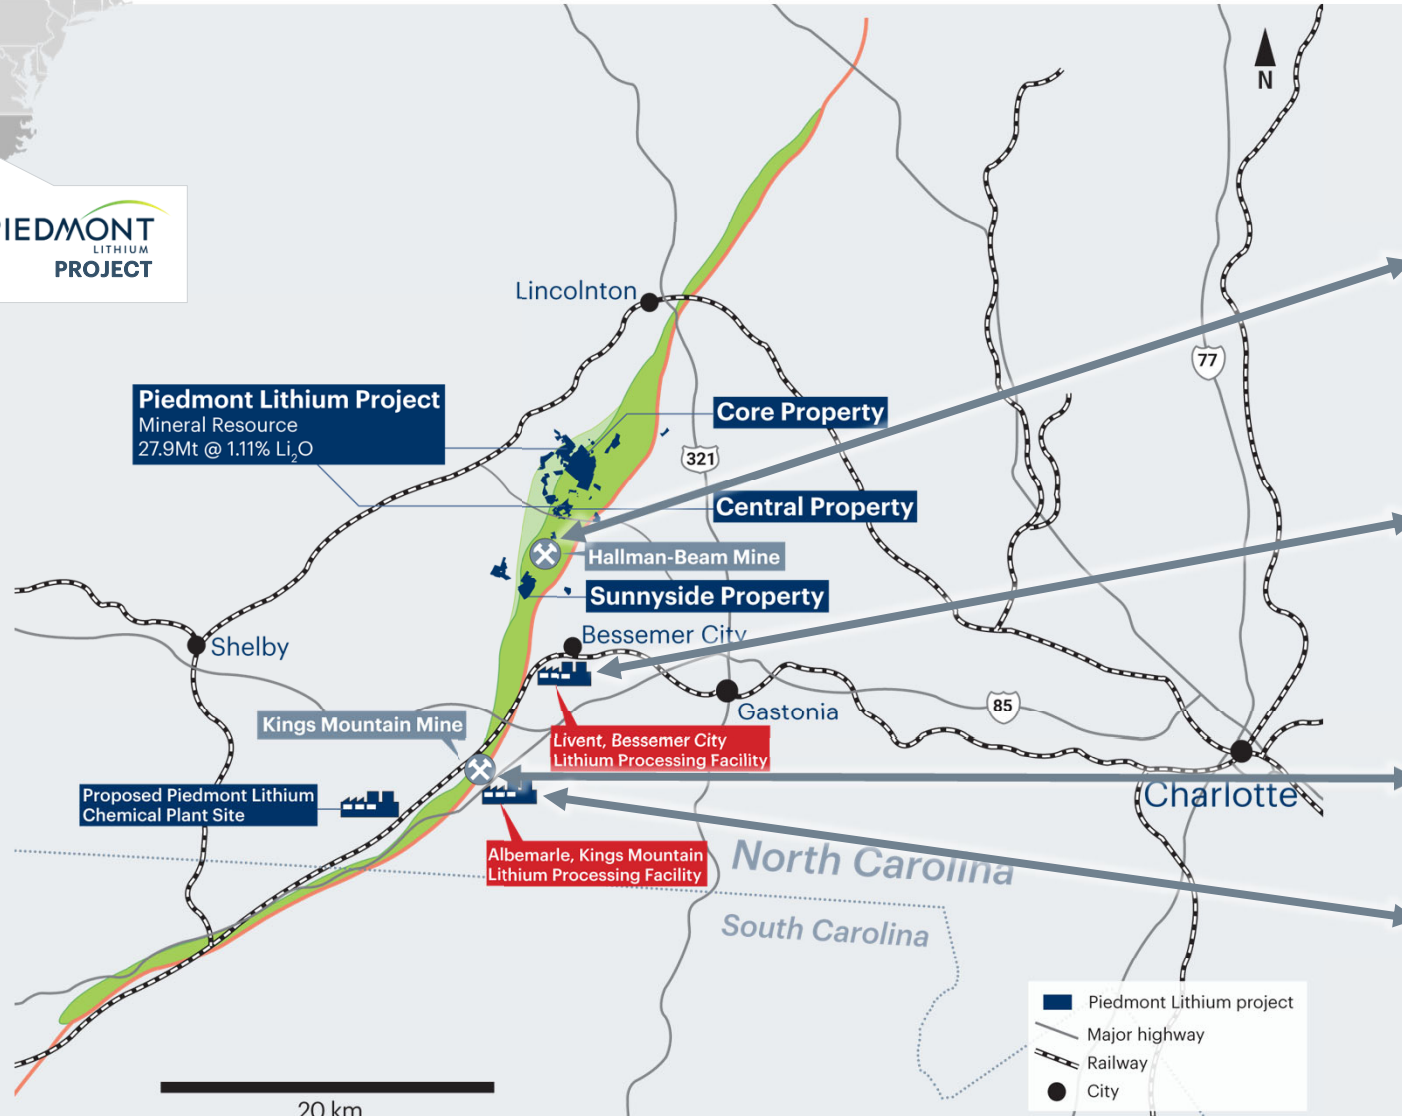 PIEDMONT
LITHIUM
PROJECT
N
Lincolnton
77
Piedmont Lithium Project
Mineral Resource
27.9Mt @ 1.11% Li₂O
Core Property
321
Central Property
Hallman-Beam Mine
Sunnyside Property
Bessemer City
Shelby
Gastonia
85
Kings Mountain Mine
Livent, Bessemer City
Lithium Processing Facility
Proposed Piedmont Lithium
Chemical Plant Site
Charlotte
Albemarle, Kings Mountain
Lithium Processing Facility
North Carolina
South Carolina
Piedmont Lithium project
Major highway
Railway
City
20 km